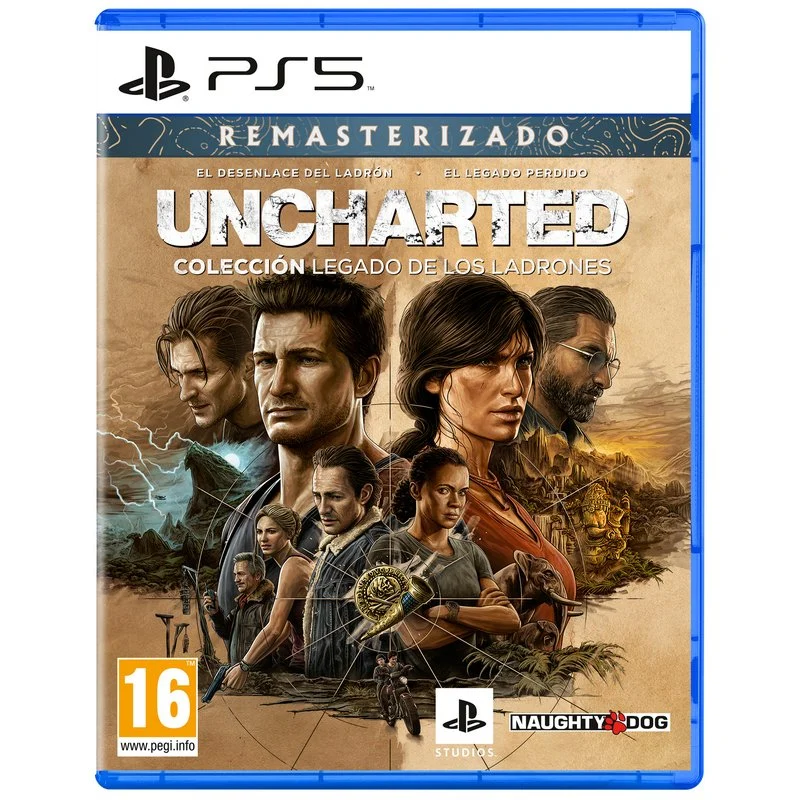 PS5
REMASTERIZADO
EL DESENLACE DEL LADRÓN · EL LEGADO PERDIDO
UNCHARTED
COLECCIÓN LEGADO DE LOS LADRONES
16
www.pegi.info
STUDIOS
NAUGHTY DOG